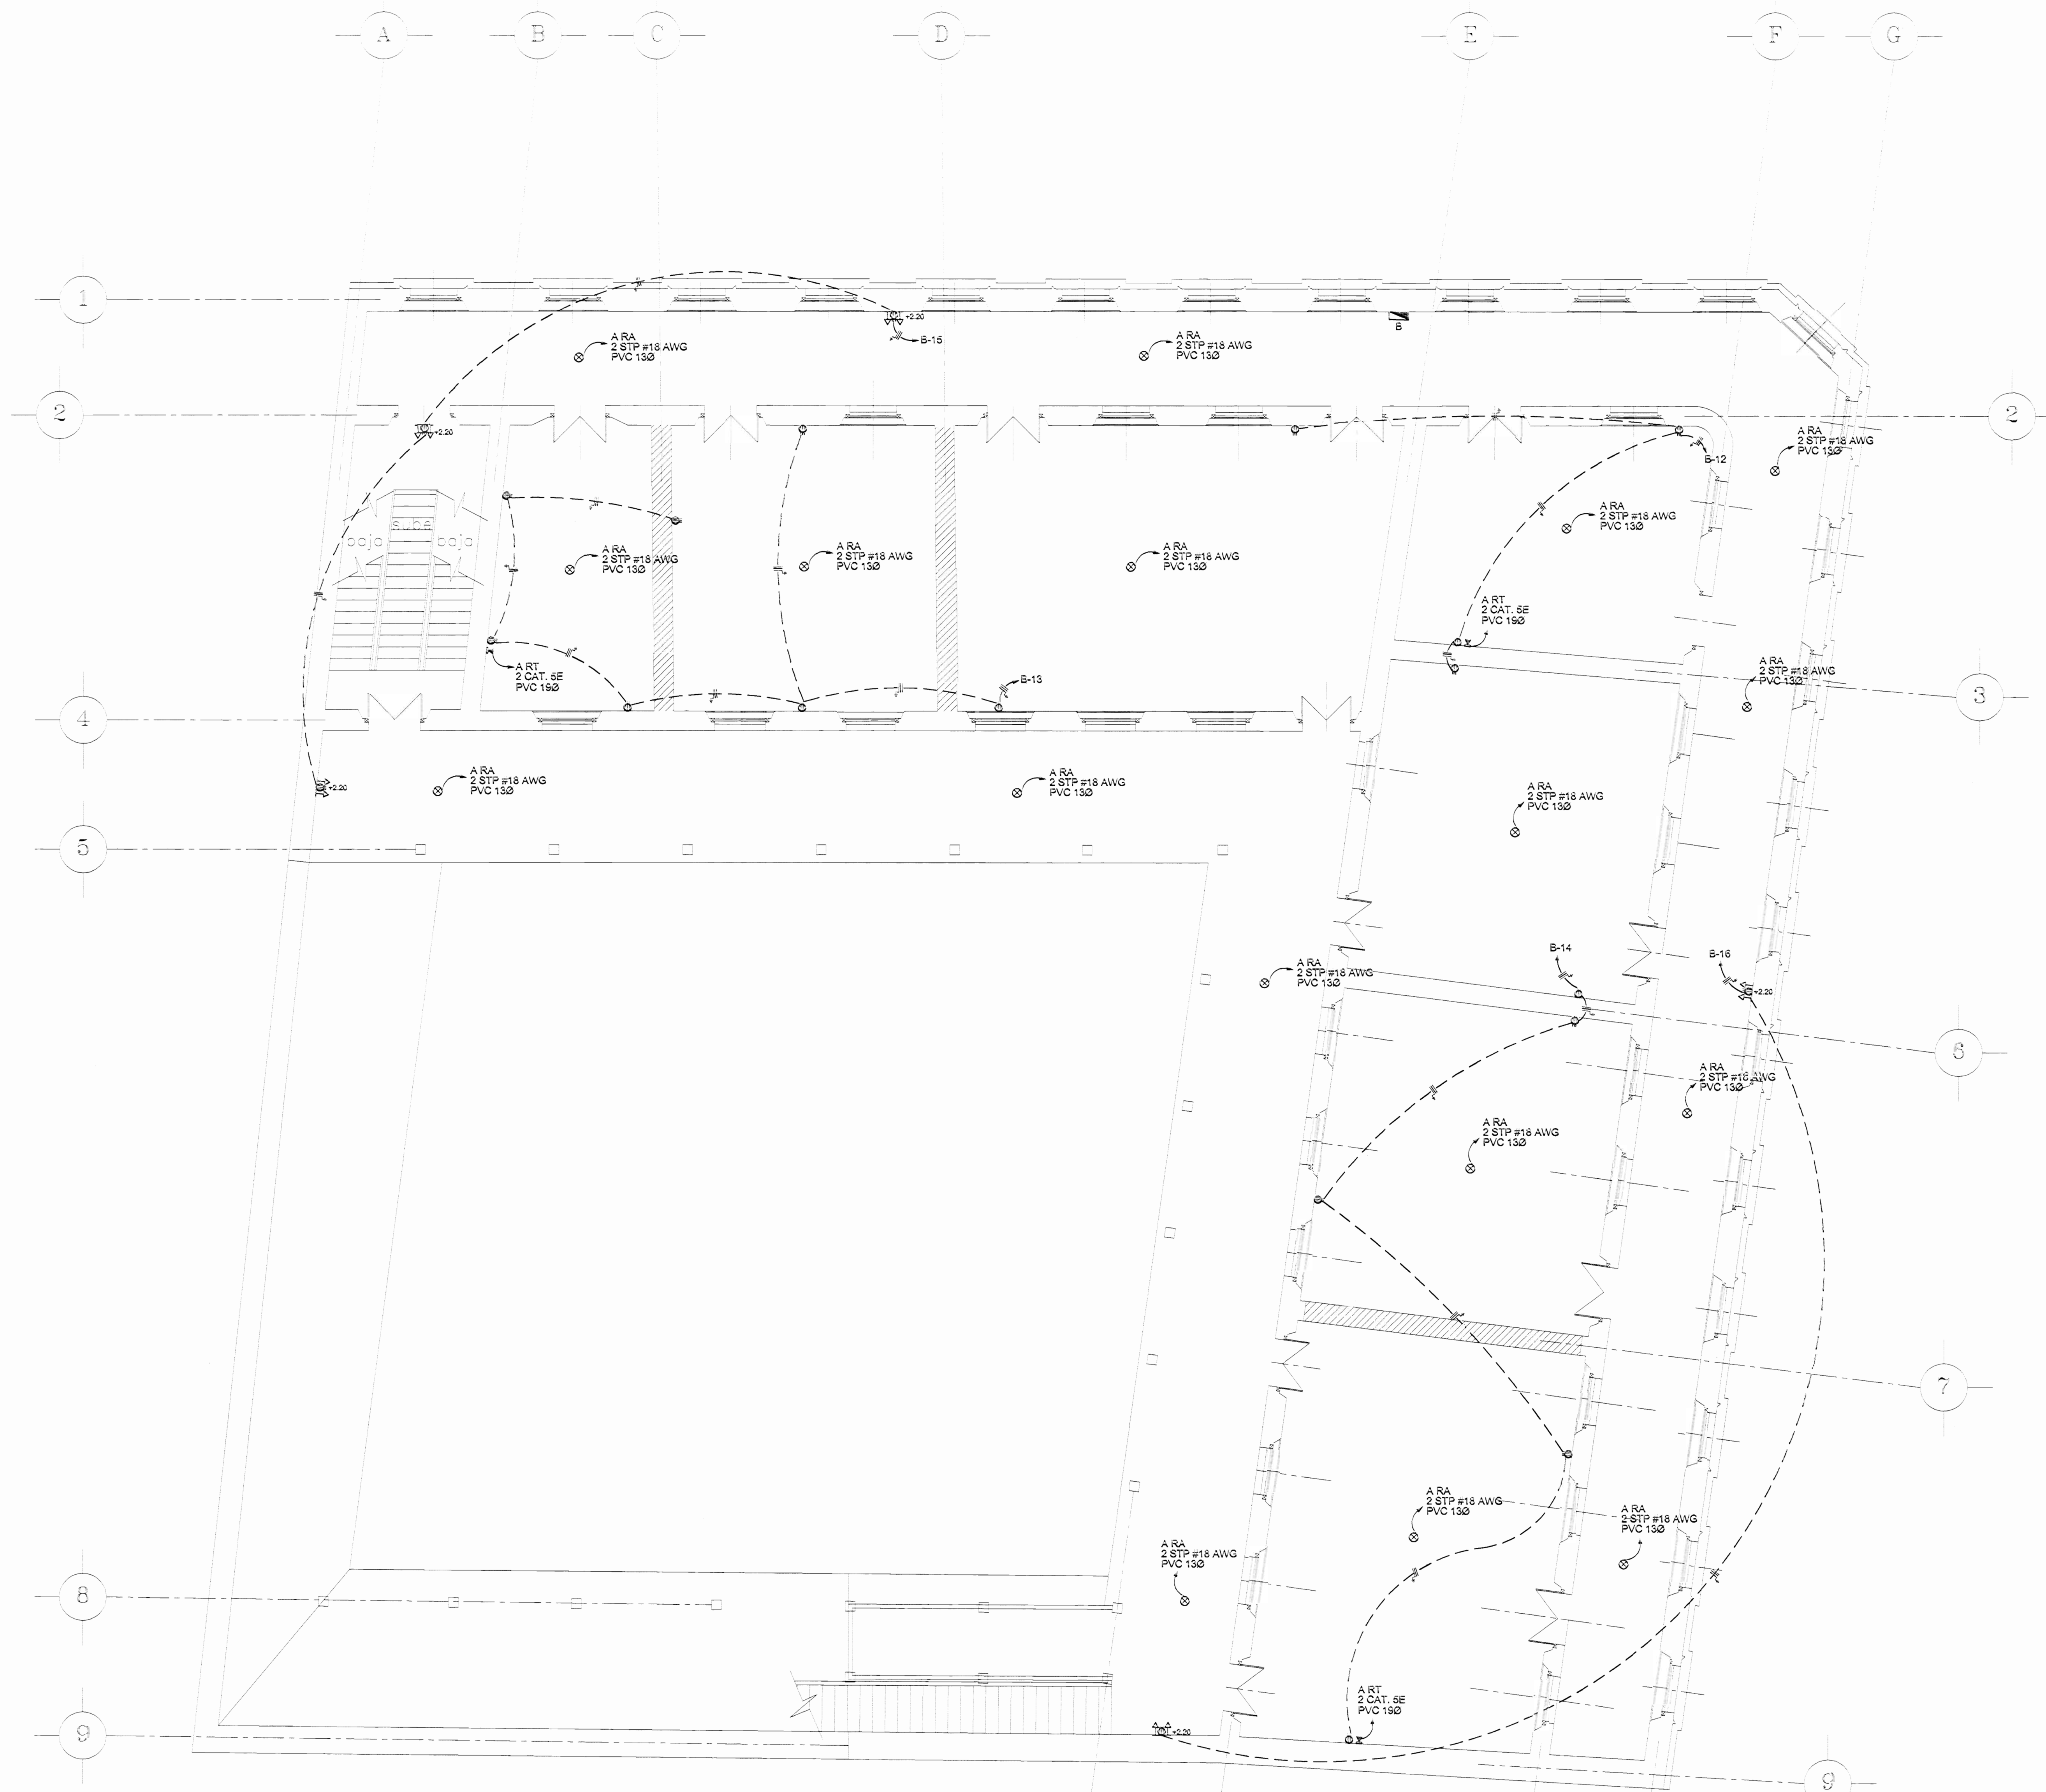 A
B
C
D
E
F
G
1
A RA
2 STP #18 AWG
PVC 13Ø
+2.20
B-15
A RA
2 STP #18 AWG
PVC 13Ø
B
2
+2.20
2
A RA
2 STP #18 AWG
PVC 13Ø
B-12
A RA
2 STP #18 AWG
PVC 13Ø
sube
bajo
bajo
A RA
2 STP #18 AWG
PVC 13Ø
A RA
2 STP #18 AWG
PVC 13Ø
A RA
2 STP #18 AWG
PVC 13Ø
A RT
2 CAT. 5E
PVC 19Ø
A RT
2 CAT. 5E
PVC 19Ø
B-13
A RA
2 STP #18 AWG
PVC 13Ø
3
4
+2.20
A RA
2 STP #18 AWG
PVC 13Ø
A RA
2 STP #18 AWG
PVC 13Ø
A RA
2 STP #18 AWG
PVC 13Ø
5
B-14
B-16
A RA
2 STP #18 AWG
PVC 13Ø
+2.20
6
A RA
2 STP #18 AWG
PVC 13Ø
A RA
2 STP #18 AWG
PVC 13Ø
7
A RA
2 STP #18 AWG
PVC 13Ø
A RA
2 STP #18 AWG
PVC 13Ø
A RA
2 STP #18 AWG
PVC 13Ø
8
A RT
2 CAT. 5E
PVC 19Ø
9
+2.20
9